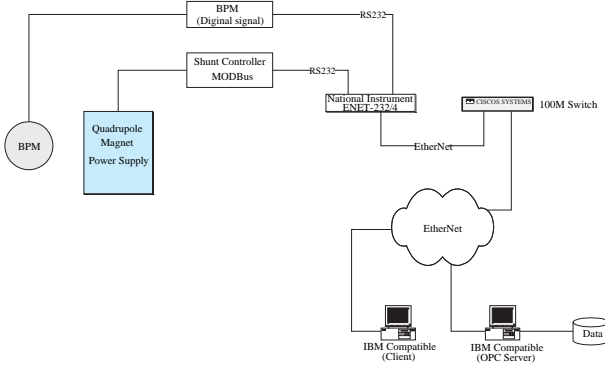 BPM
(Diginal signal)
RS232
Shunt Controller
MODBus
RS232
National Instrument
ENET-232/4
CISCOS SYSTEMS
100M Switch
BPM
Quadrupole
Magnet
Power Supply
EtherNet
EtherNet
IBM Compatible
(Client)
IBM Compatible
(OPC Server)
Data